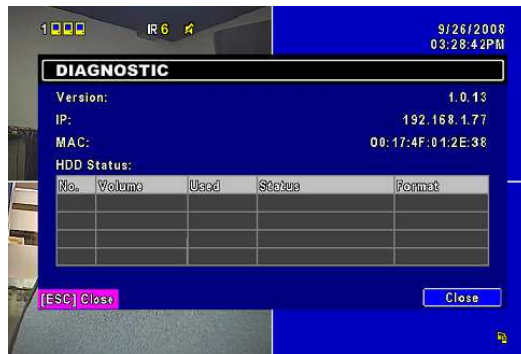 1 IR 6 9/26/2008
03:28:42PM
DIAGNOSTIC
Version: 1.0.13
IP: 192.168.1.77
MAC: 00:17:4F:01:2E:38
HDD Status:
No. Volume Used Status Format
[ESC] Close Close